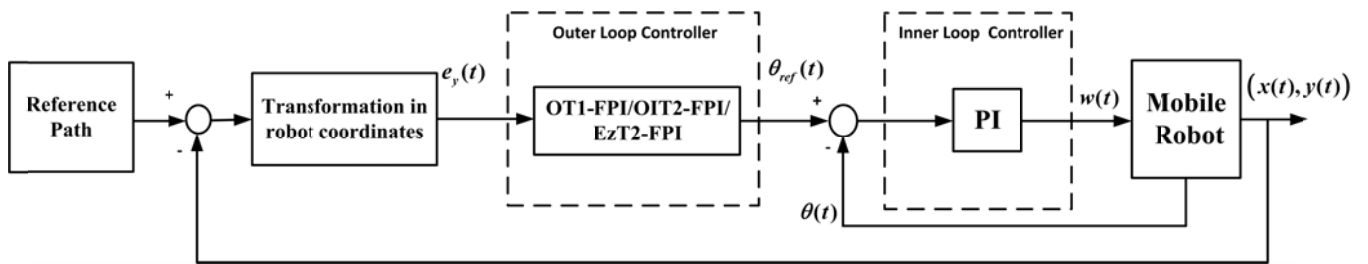 Reference
Path
+
-
Transformation in
robot coordinates
e_y(t)
Outer Loop Controller
OT1-FPI/OIT2-FPI/
EzT2-FPI
θ_ref(t)
+
-
θ(t)
Inner Loop Controller
PI
w(t)
Mobile
Robot
(x(t), y(t))